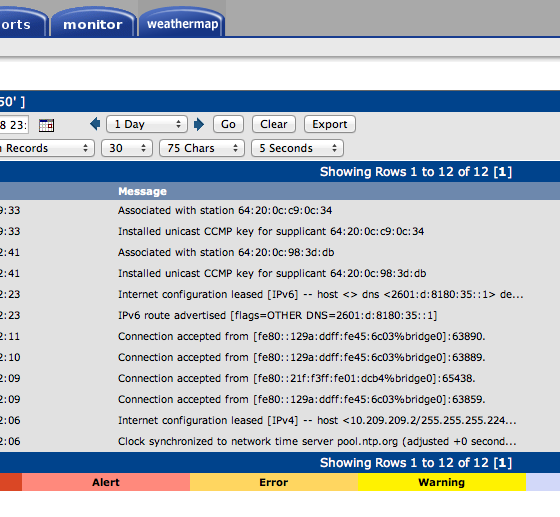 orts monitor weathermap
50' ]
8 23: 1 Day Go Clear Export
Records 30 75 Chars 5 Seconds
Showing Rows 1 to 12 of 12 [1]
Message
9:33 Associated with station 64:20:0c:c9:0c:34
9:33 Installed unicast CCMP key for supplicant 64:20:0c:c9:0c:34
2:41 Associated with station 64:20:0c:98:3d:db
2:41 Installed unicast CCMP key for supplicant 64:20:0c:98:3d:db
2:23 Internet configuration leased [IPv6] -- host <> dns <2601:d:8180:35::1> de...
2:23 IPv6 route advertised [flags=OTHER DNS=2601:d:8180:35::1]
2:11 Connection accepted from [fe80::129a:ddff:fe45:6c03%bridge0]:63890.
2:10 Connection accepted from [fe80::129a:ddff:fe45:6c03%bridge0]:63889.
2:09 Connection accepted from [fe80::21f:f3ff:fe01:dcb4%bridge0]:65438.
2:09 Connection accepted from [fe80::129a:ddff:fe45:6c03%bridge0]:63859.
2:06 Internet configuration leased [IPv4] -- host <10.209.209.2/255.255.255.224...
2:06 Clock synchronized to network time server pool.ntp.org (adjusted +0 second...
Showing Rows 1 to 12 of 12 [1]
Alert Error Warning